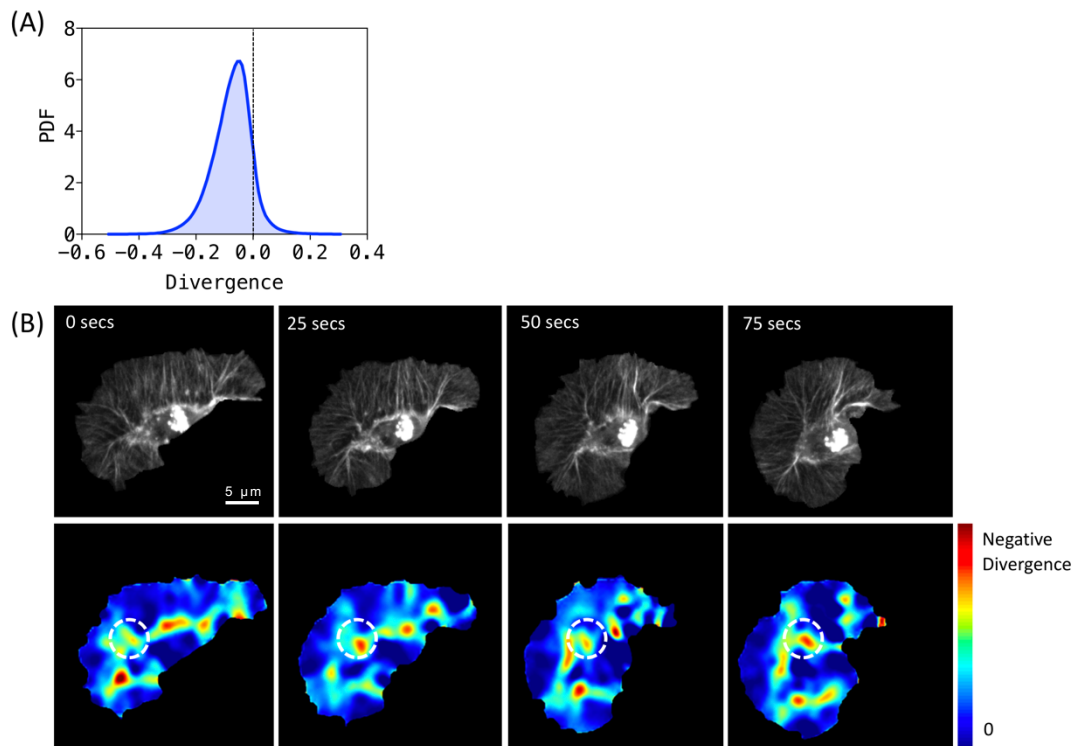 (A)
8
6
4
2
0
PDF
−0.6 −0.4 −0.2 0.0 0.2 0.4
Divergence
(B)
0 secs 25 secs 50 secs 75 secs
5 μm
Negative
Divergence
0